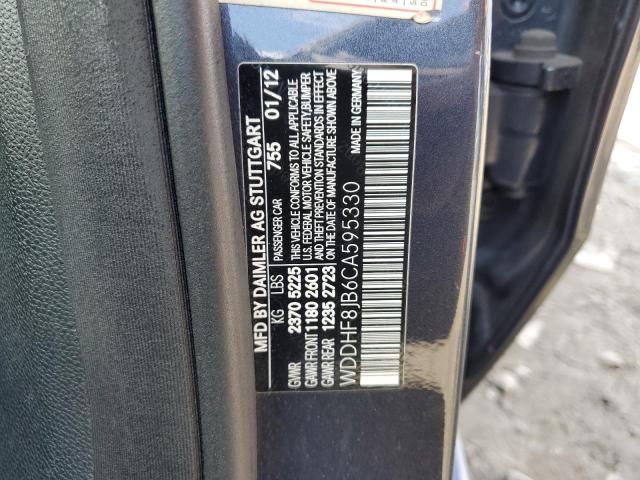 MFD BY DAIMLER AG STUTTGART
KG LBS PASSENGER CAR 755 01/12
GVWR 2370 5225 THIS VEHICLE CONFORMS TO ALL APPLICABLE
GAWR FRONT 1180 2601 U.S. FEDERAL MOTOR VEHICLE SAFETY, BUMPER
GAWR REAR 1235 2723 AND THEFT PREVENTION STANDARDS IN EFFECT
ON THE DATE OF MANUFACTURE SHOWN ABOVE
WDDHF8JB6CA595330
MADE IN GERMANY